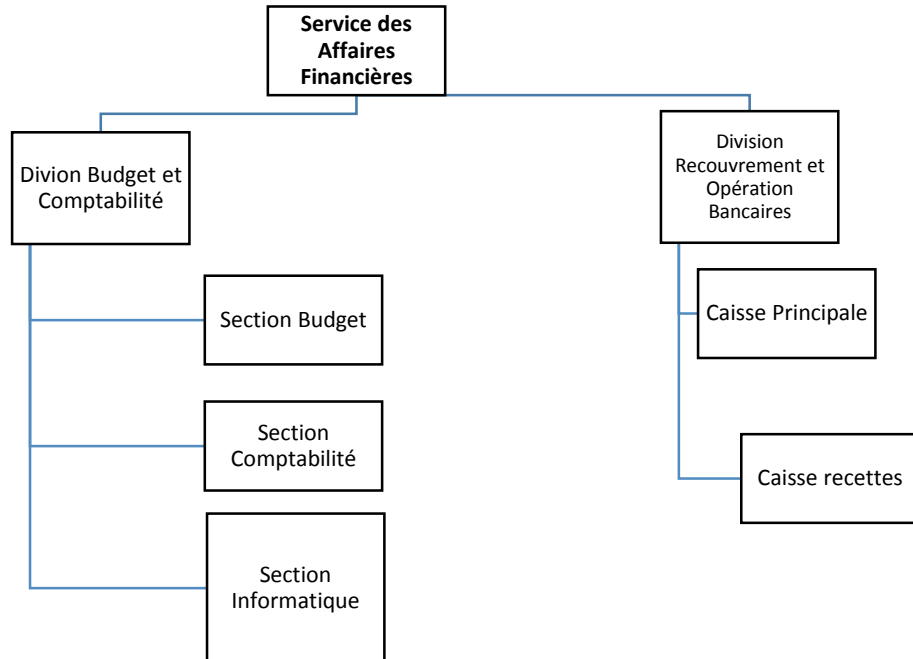 Service des
Affaires
Financières
Divion Budget et
Comptabilité
Section Budget
Section
Comptabilité
Section
Informatique
Division
Recouvrement et
Opération
Bancaires
Caisse Principale
Caisse recettes